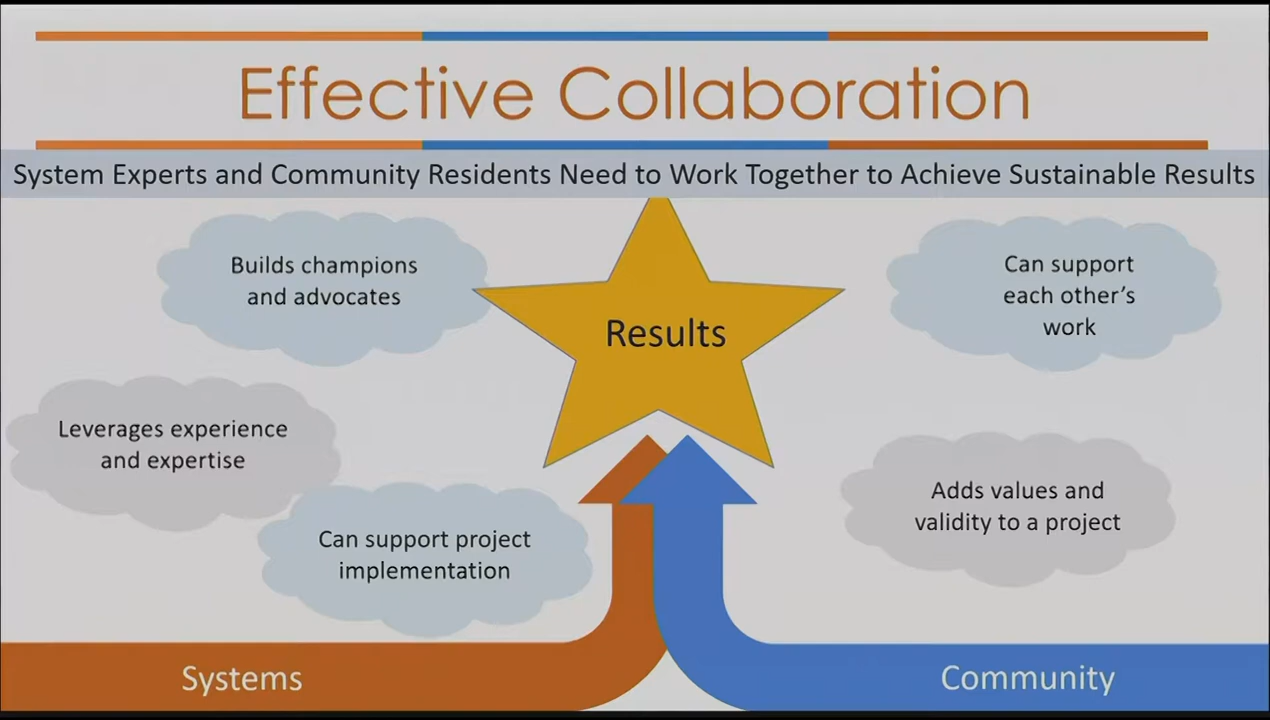 Effective Collaboration
System Experts and Community Residents Need to Work Together to Achieve Sustainable Results
Builds champions
and advocates
Can support
each other’s
work
Results
Leverages experience
and expertise
Adds values and
validity to a project
Can support project
implementation
Systems
Community